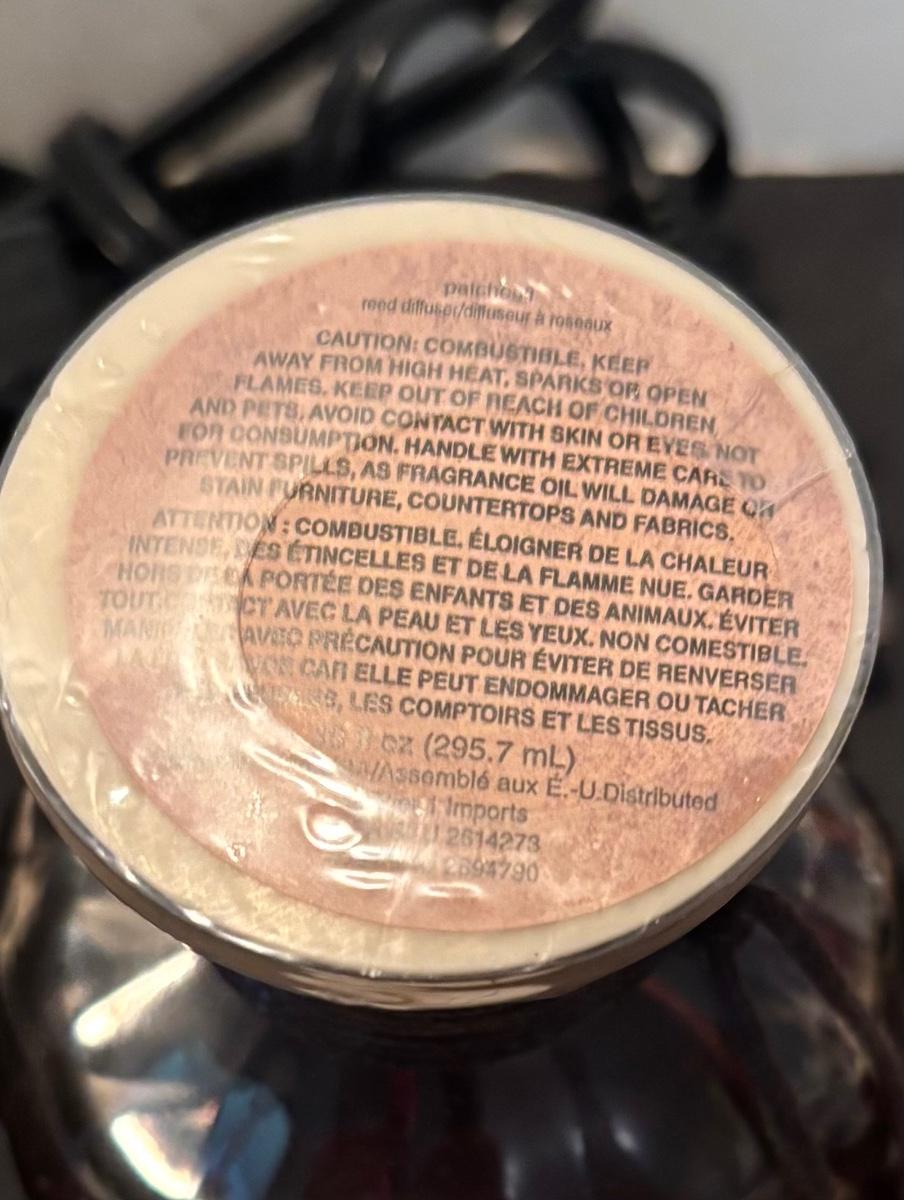 patchouli
reed diffuser/diffuseur à roseaux
CAUTION: COMBUSTIBLE. KEEP
AWAY FROM HIGH HEAT, SPARKS OR OPEN
FLAMES. KEEP OUT OF REACH OF CHILDREN
AND PETS. AVOID CONTACT WITH SKIN OR EYES. NOT
FOR CONSUMPTION. HANDLE WITH EXTREME CARE TO
PREVENT SPILLS, AS FRAGRANCE OIL WILL DAMAGE OR
STAIN FURNITURE, COUNTERTOPS AND FABRICS.
ATTENTION : COMBUSTIBLE. ÉLOIGNER DE LA CHALEUR
INTENSE, DES ÉTINCELLES ET DE LA FLAMME NUE. GARDER
HORS DE LA PORTÉE DES ENFANTS ET DES ANIMAUX. ÉVITER
TOUT CONTACT AVEC LA PEAU ET LES YEUX. NON COMESTIBLE.
AVEC PRÉCAUTION POUR ÉVITER DE RENVERSER
CAR ELLE PEUT ENDOMMAGER OU TACHER
LES COMPTOIRS ET LES TISSUS.
oz (295.7 mL)
/Assemblé aux É.-U.Distributed
Imports
2614273
2694790